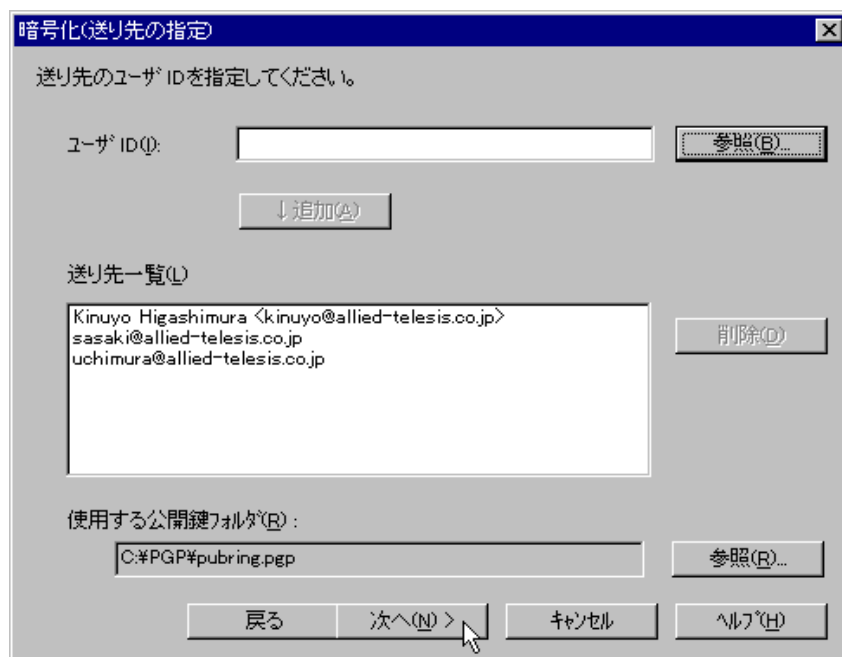 暗号化(送り先の指定)
送り先のﾕｰｻﾞIDを指定してください。
ﾕｰｻﾞID(I):
参照(B)...
↓追加(A)
送り先一覧(L)
Kinuyo Higashimura <kinuyo@allied-telesis.co.jp>
sasaki@allied-telesis.co.jp
uchimura@allied-telesis.co.jp
削除(D)
使用する公開鍵ﾌｫﾙﾀﾞ(R) :
C:¥PGP¥pubring.pgp
参照(R)...
戻る
次へ(N) >
ｷｬﾝｾﾙ
ﾍﾙﾌﾟ(H)